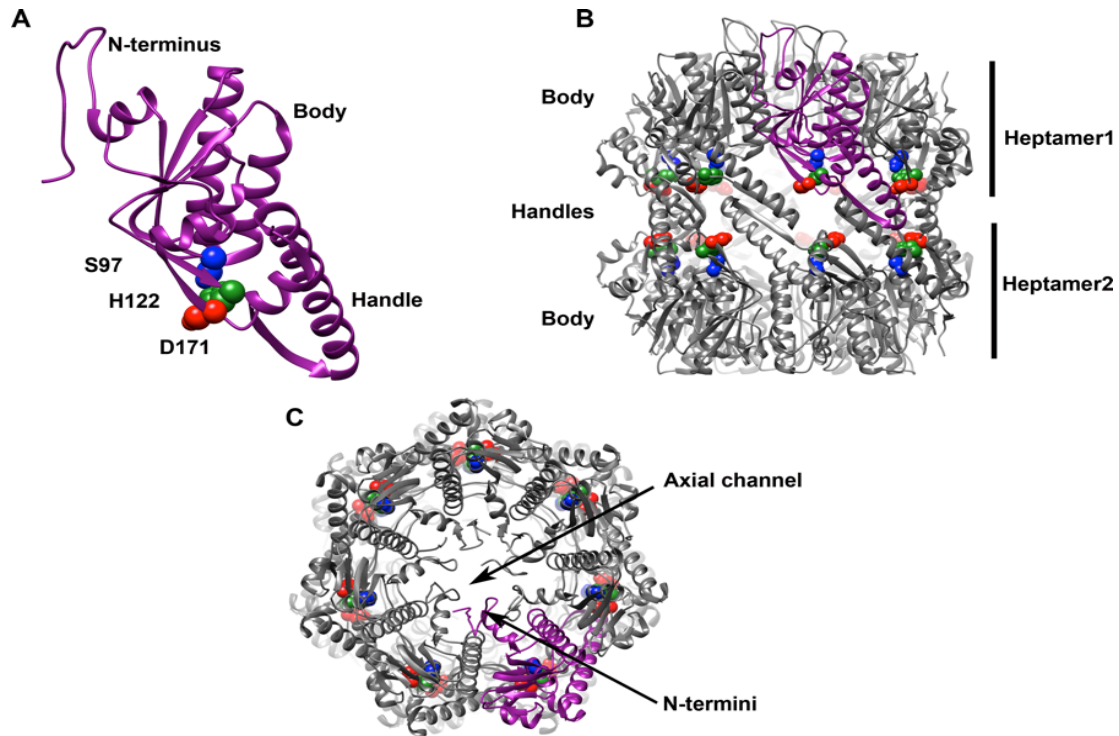 A
N-terminus
Body
S97
H122
D171
Handle
B
Body
Handles
Body
Heptamer1
Heptamer2
C
Axial channel
N-termini